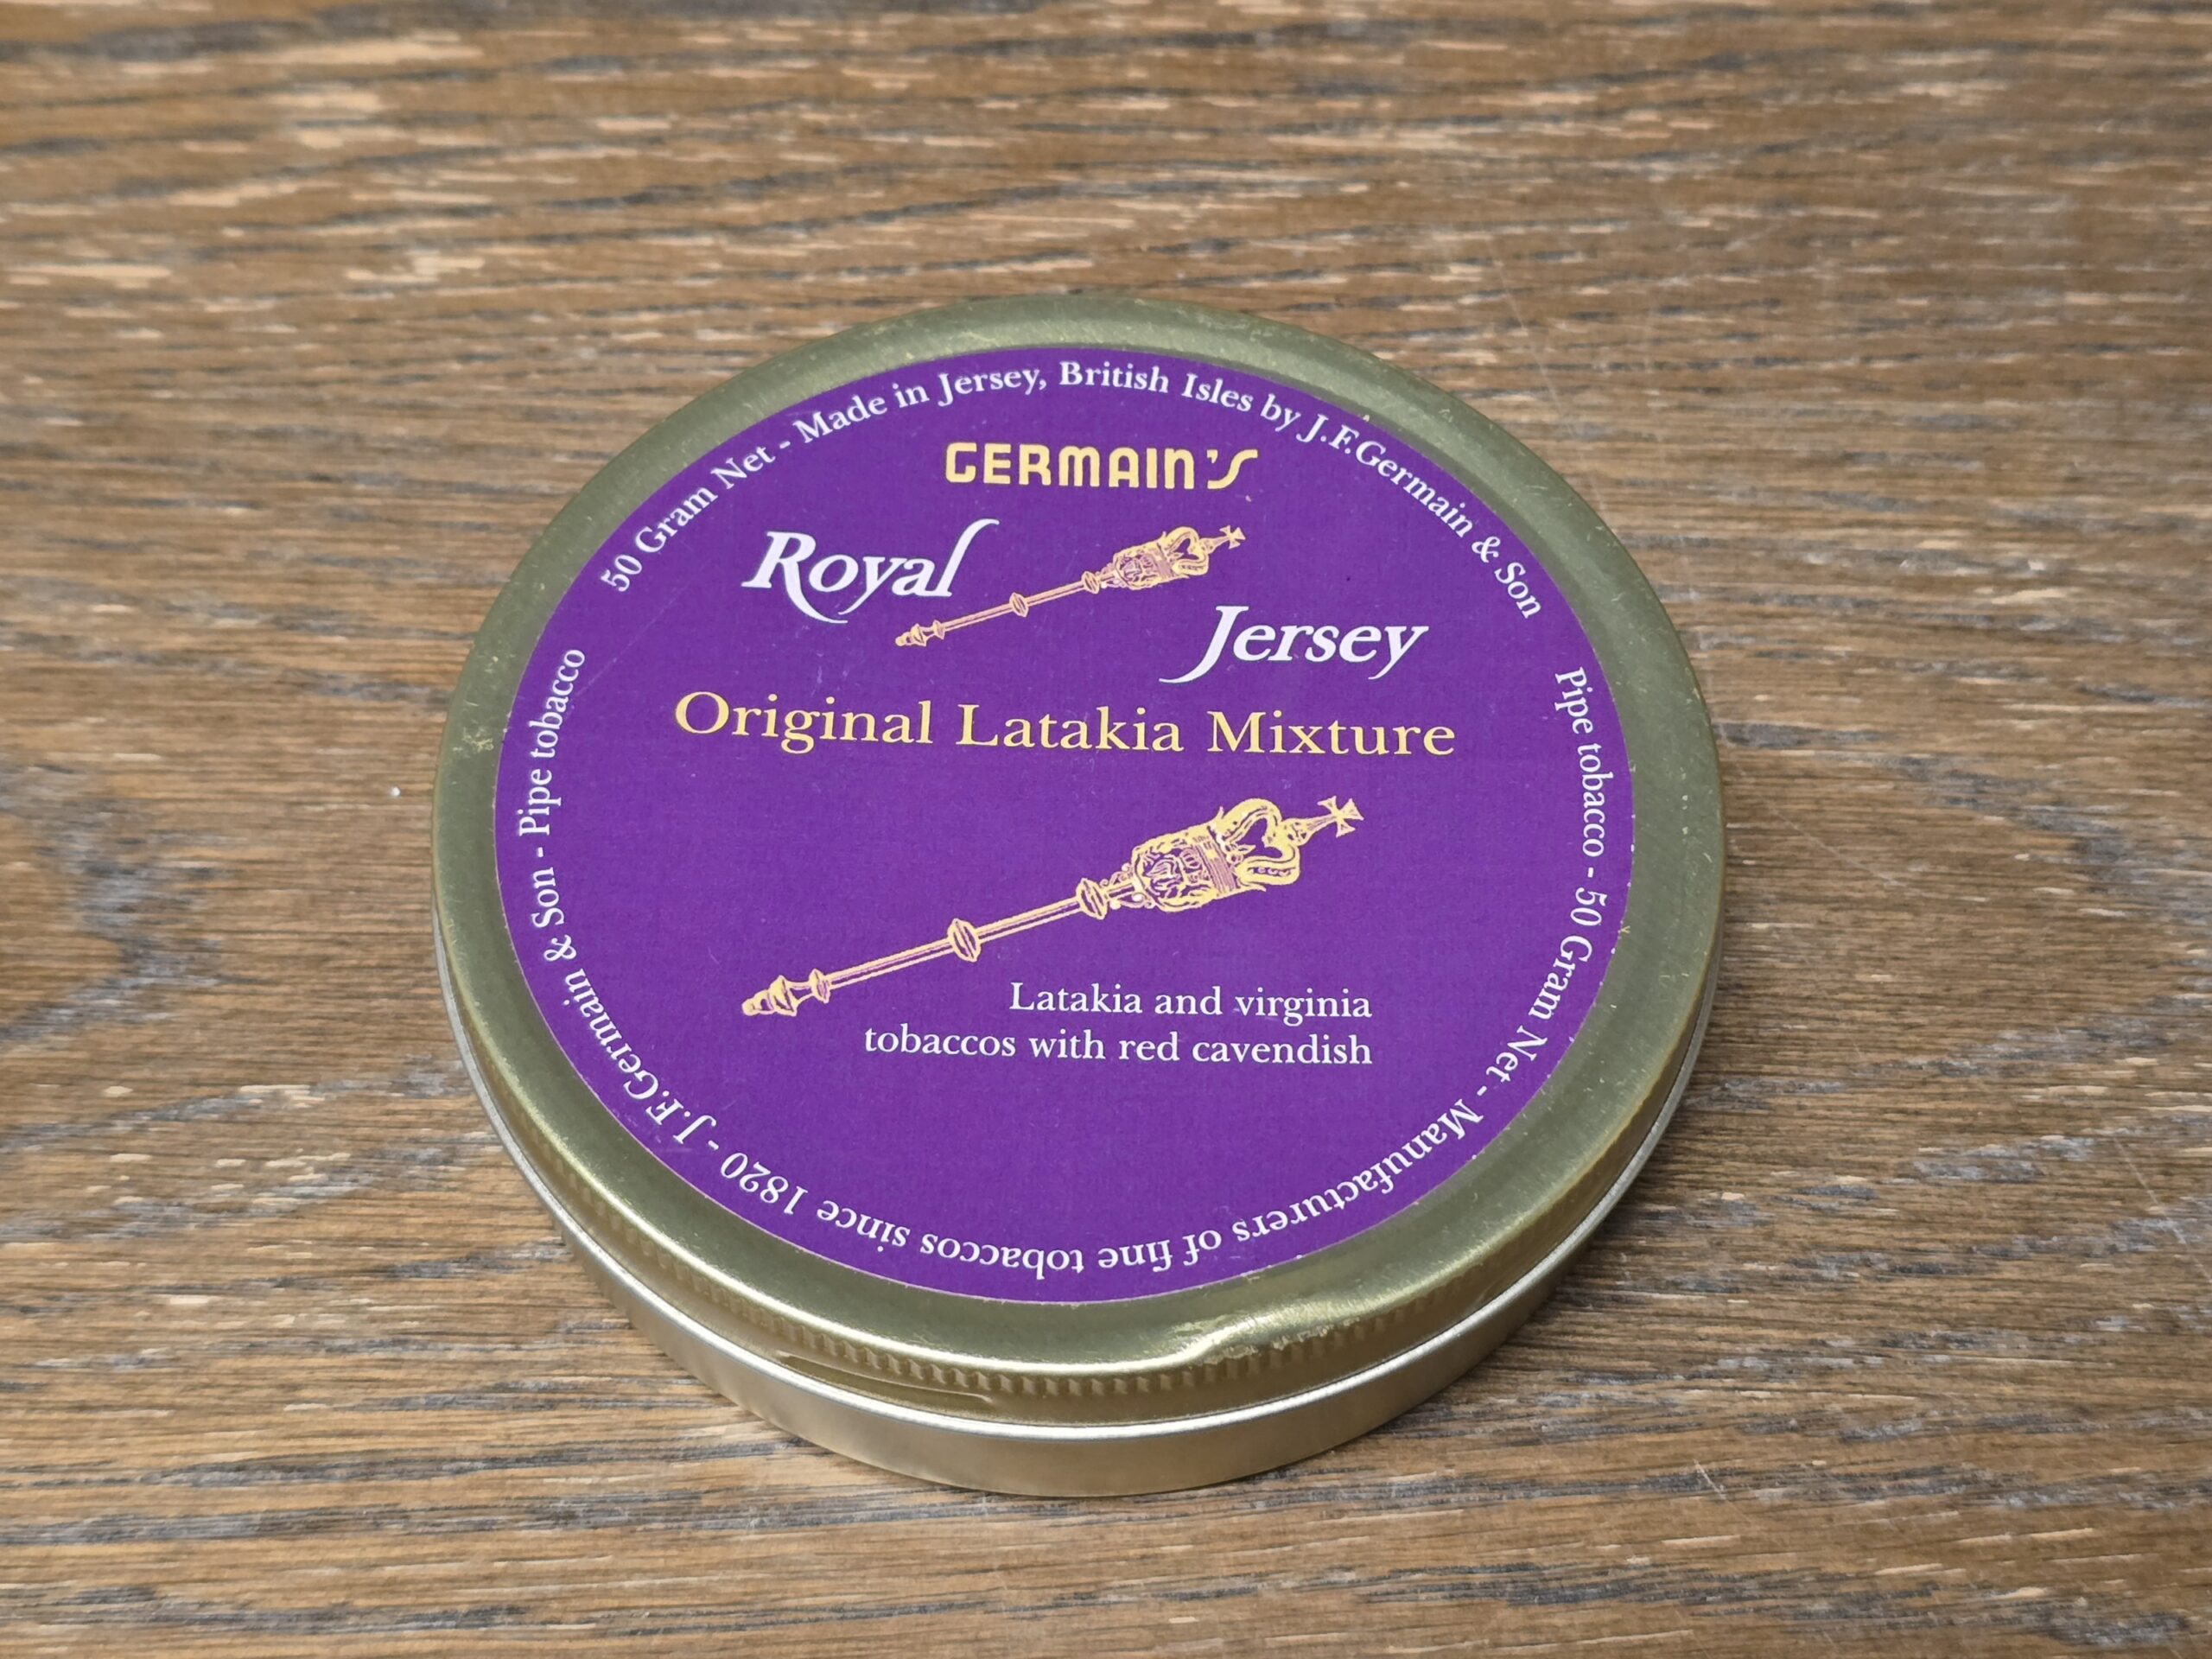 50 Gram Net - Made in Jersey, British Isles by J.F.Germain & Son
GERMAIN'S
Royal
Jersey
Original Latakia Mixture
Latakia and virginia
tobaccos with red cavendish
Pipe tobacco - 50 Gram Net - Manufacturers of fine tobaccos since 1820 - J.F.Germain & Son - Pipe tobacco